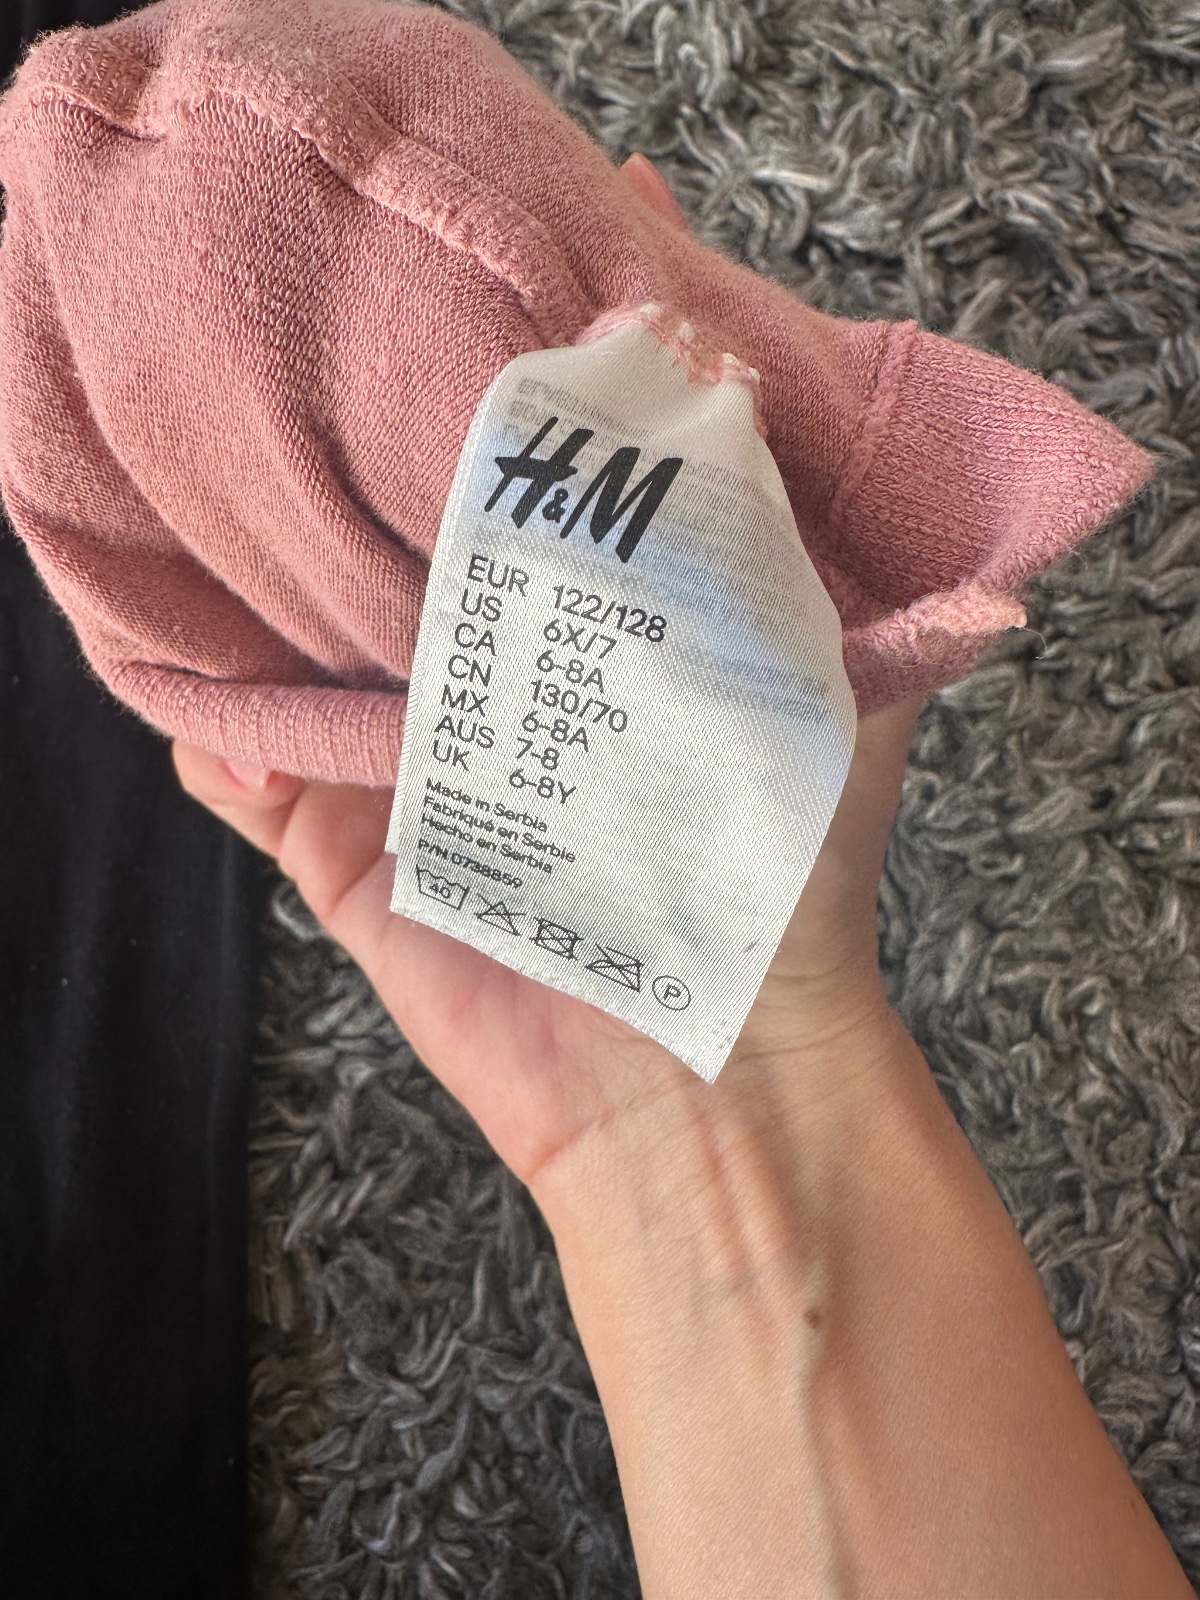 H&M
EUR 122/128
US 6X/7
CA 6-8A
CN 130/70
MX 6-8A
AUS 7-8
UK 6-8Y
Made in Serbia
Fabriqué en Serbie
Hecho en Serbia
P/N 0738859
40
P